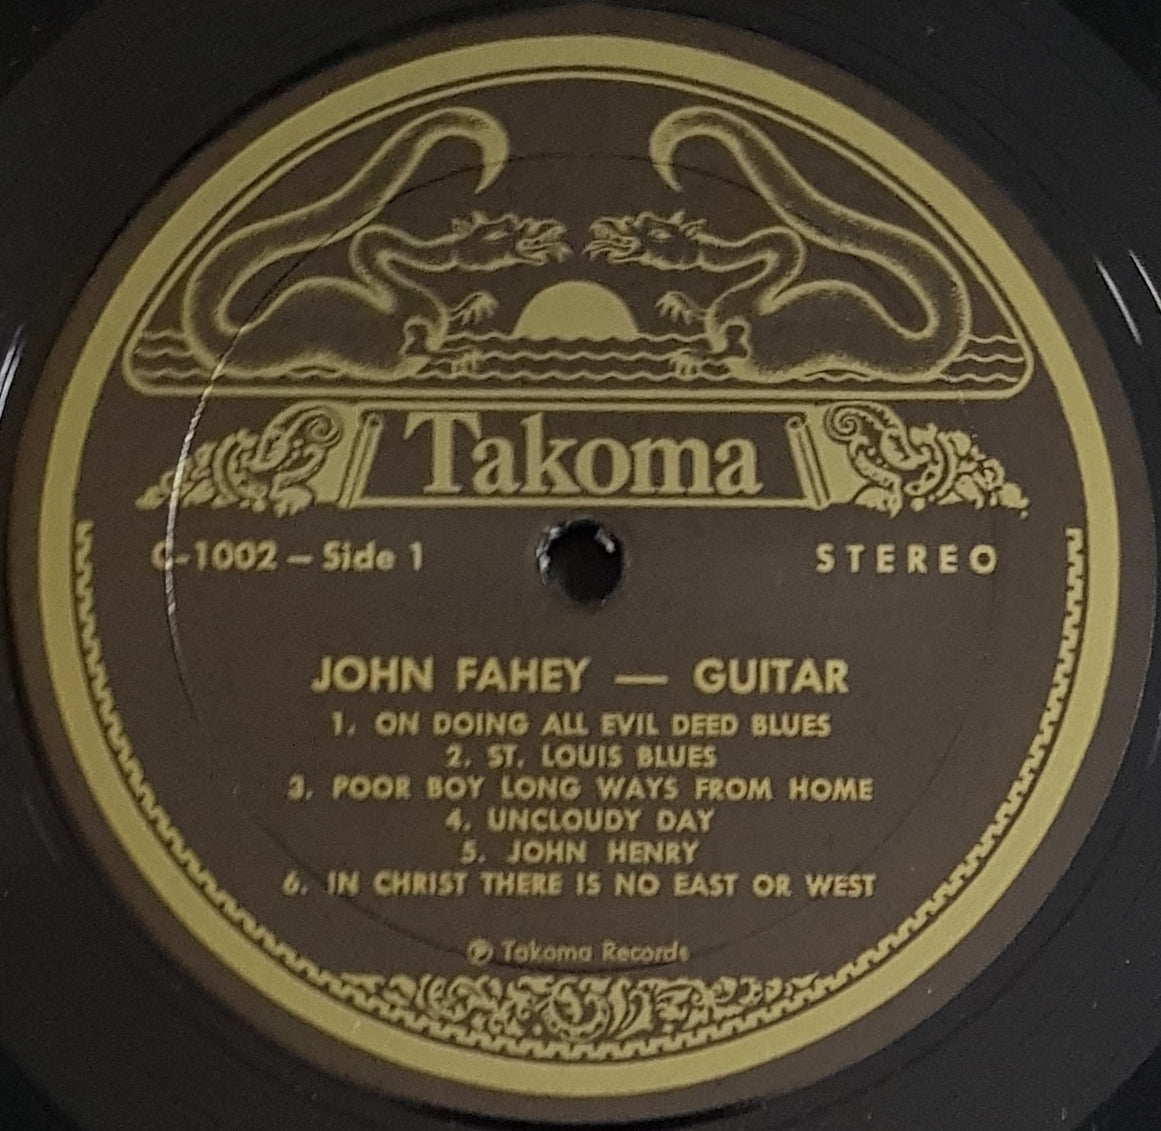 Takoma
C-1002 – Side 1
STEREO
JOHN FAHEY — GUITAR
1. ON DOING ALL EVIL DEED BLUES
2. ST. LOUIS BLUES
3. POOR BOY LONG WAYS FROM HOME
4. UNCLOUDY DAY
5. JOHN HENRY
6. IN CHRIST THERE IS NO EAST OR WEST
℗ Takoma Records